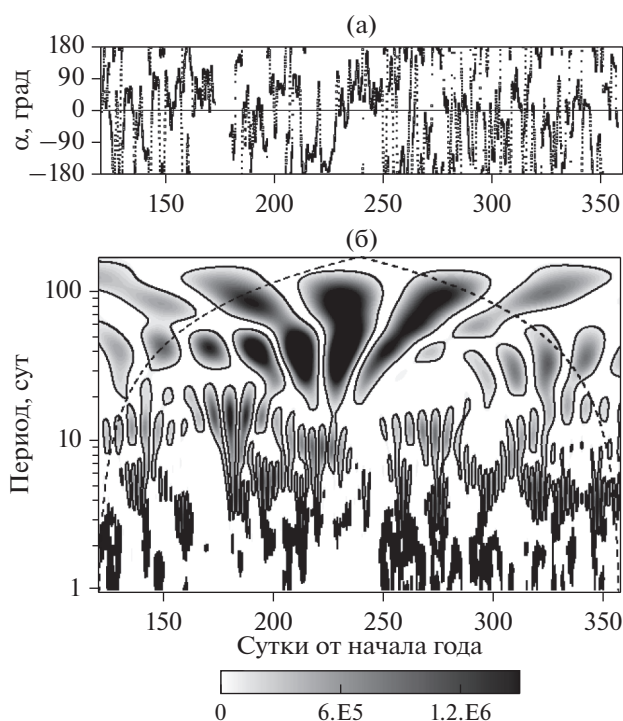 (а)
180
90
0
−90
−180
α, град
150 200 250 300 350
(б)
100
10
1
Период, сут
150 200 250 300 350
Сутки от начала года
0 6.E5 1.2.E6